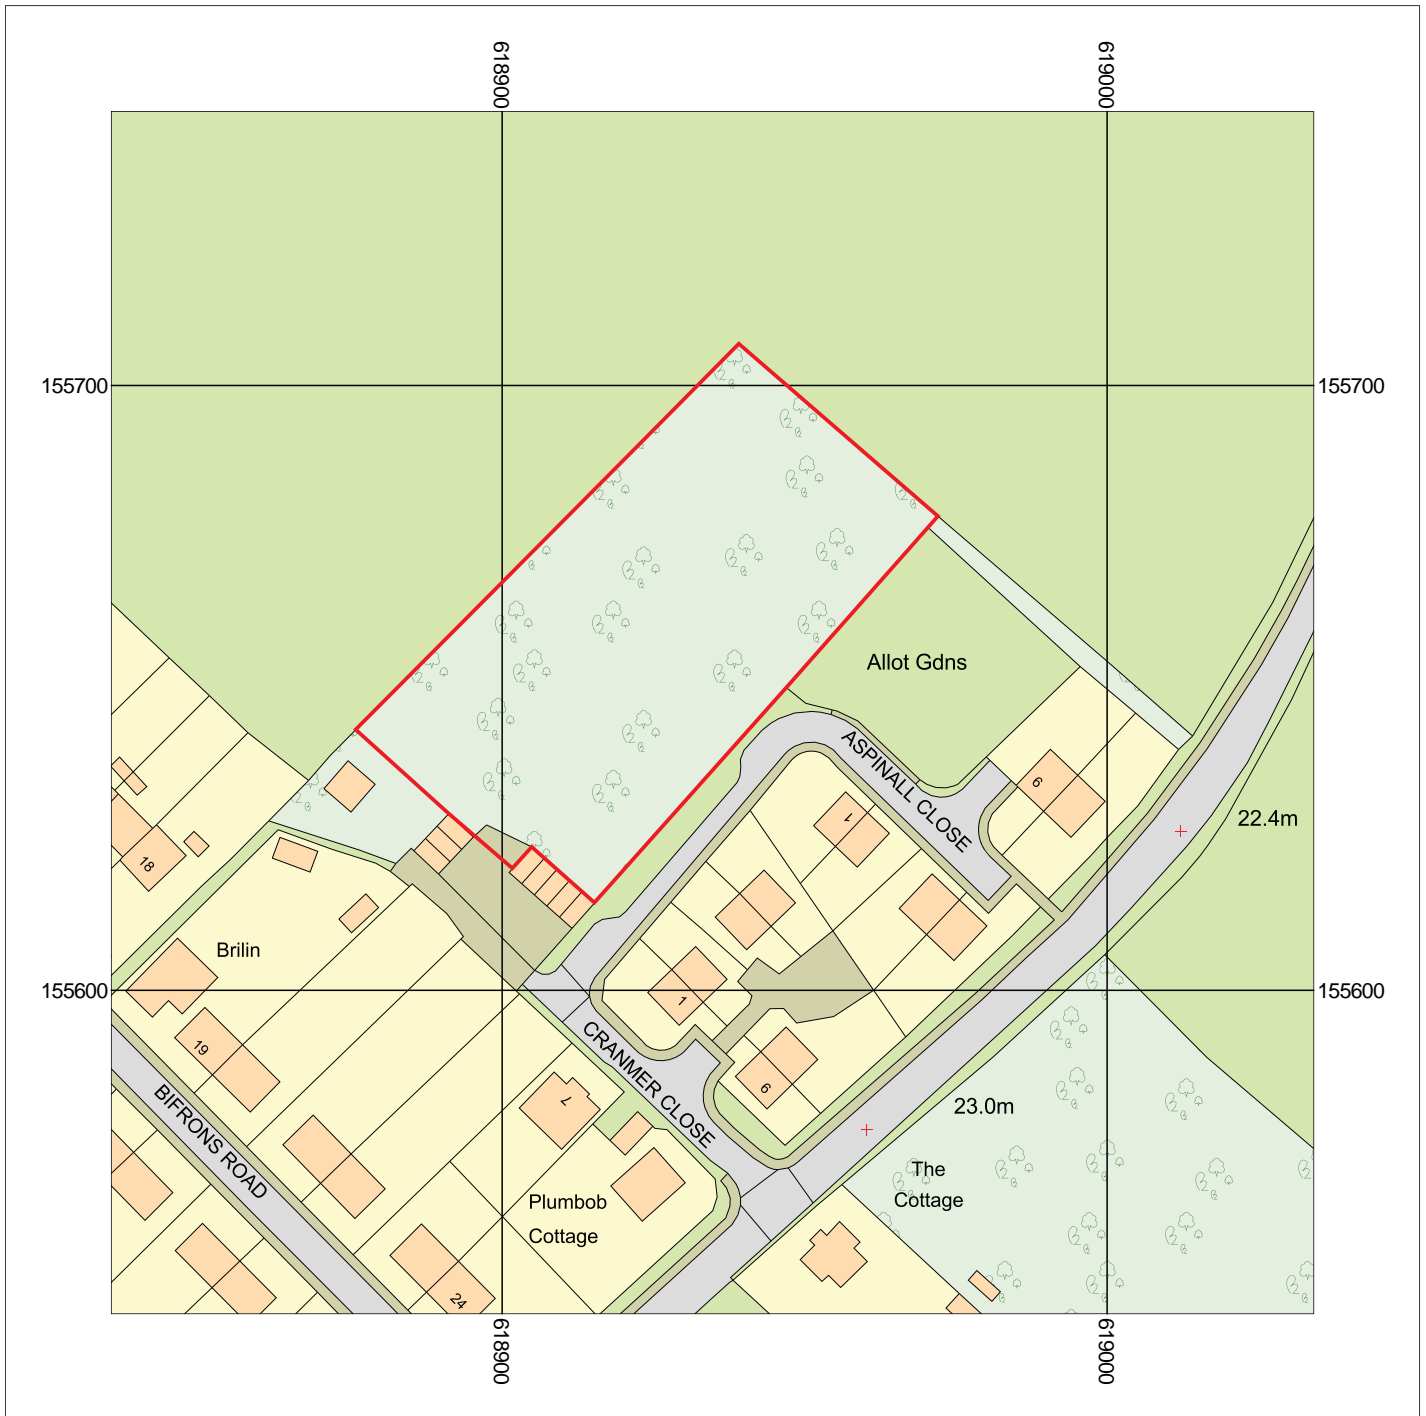 618900
619000
155700
155700
Allot Gdns
ASPINALL CLOSE
6
1
22.4m
18
Brilin
155600
1
155600
19
CRANMER CLOSE
6
7
23.0m
BIFRONS ROAD
The
Cottage
Plumbob
Cottage
24
618900
619000